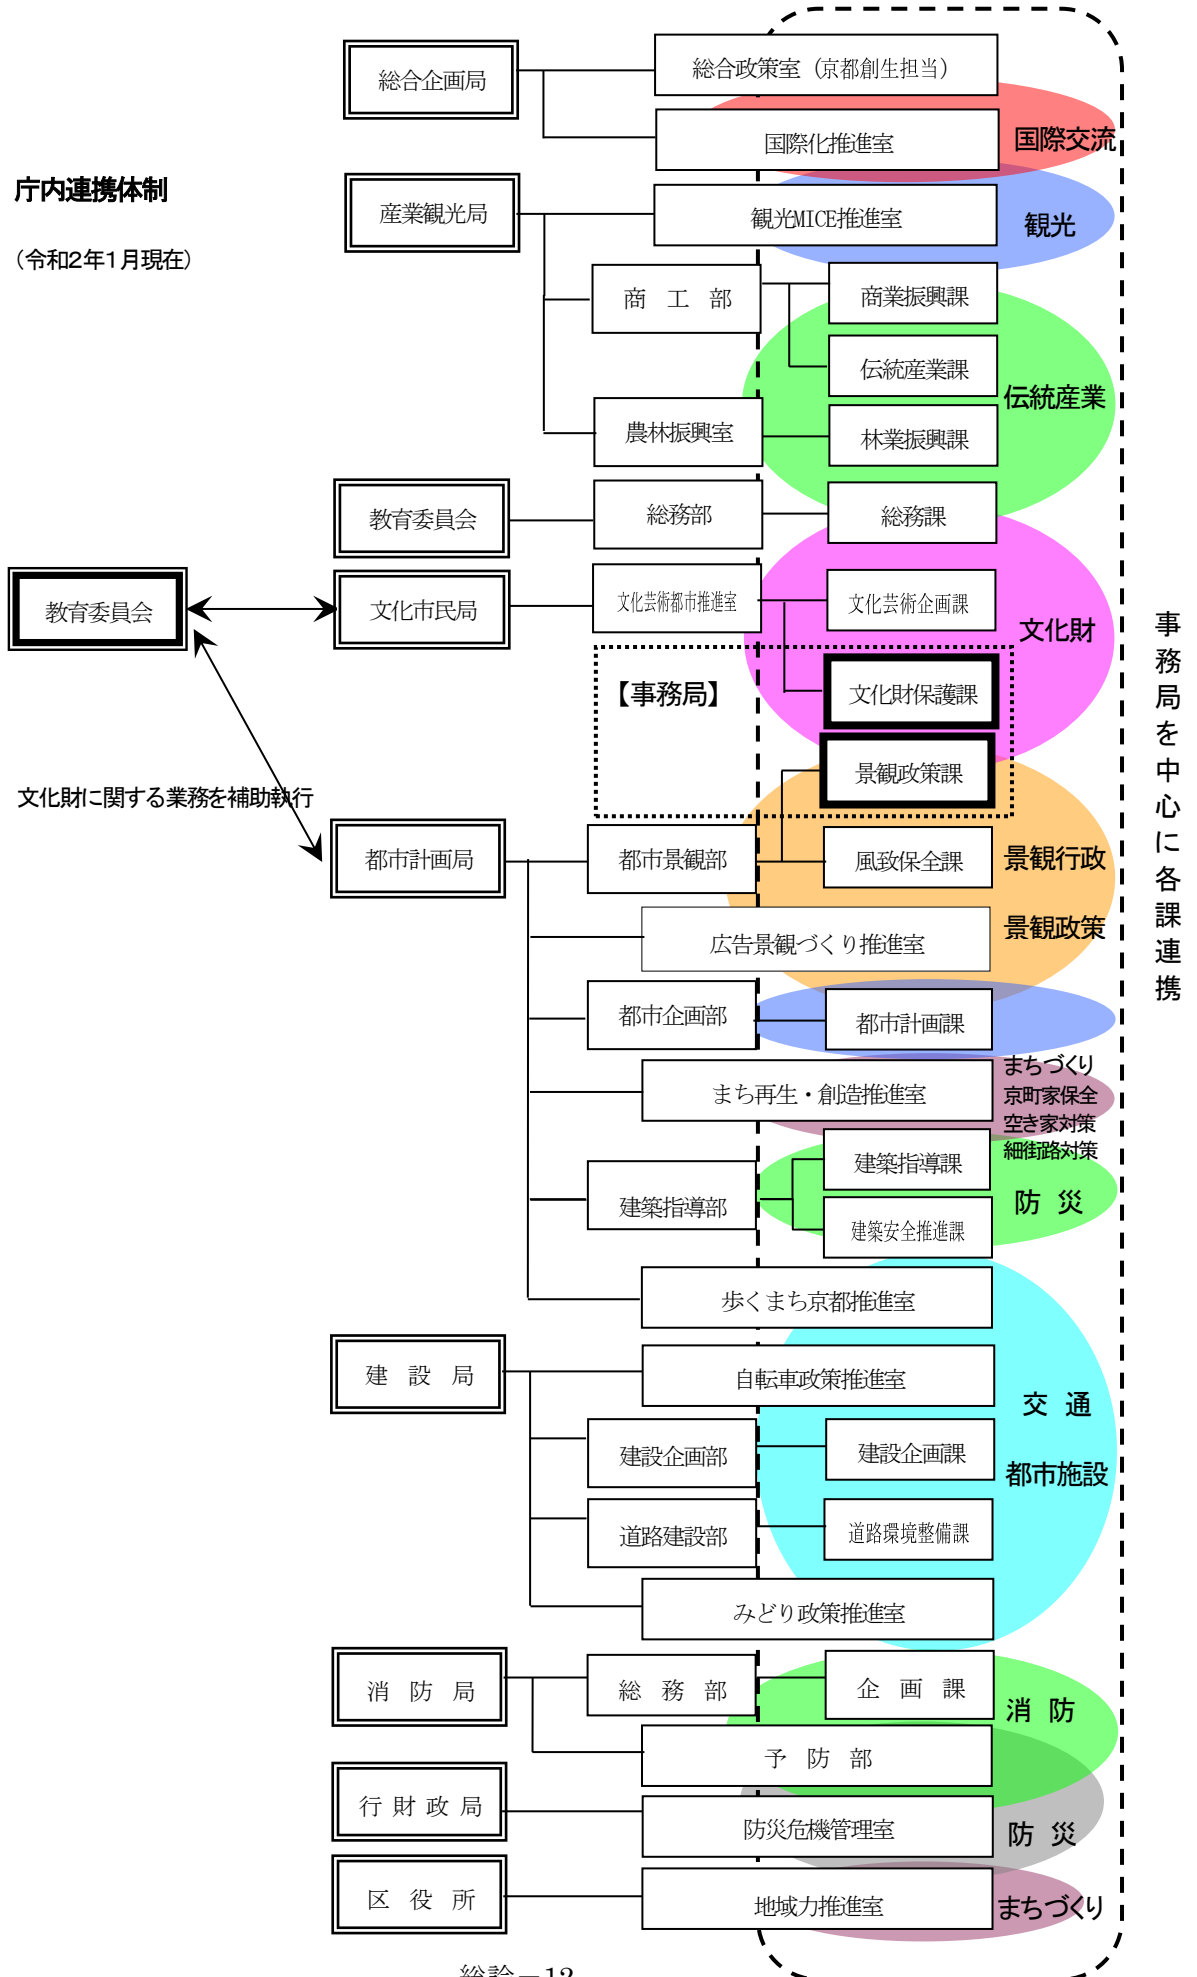 総合企画局
総合政策室（京都創生担当）
国際化推進室
国際交流
庁内連携体制
（令和2年1月現在）
産業観光局
観光MICE推進室
観光
商　工　部
商業振興課
伝統産業課
伝統産業
農林振興室
林業振興課
教育委員会
総務部
総務課
教育委員会
文化市民局
文化芸術都市推進室
文化芸術企画課
文化財
【事務局】
文化財保護課
景観政策課
文化財に関する業務を補助執行
都市計画局
都市景観部
風致保全課
景観行政
広告景観づくり推進室
景観政策
都市企画部
都市計画課
まち再生・創造推進室
まちづくり
京町家保全
空き家対策
細街路対策
建築指導部
建築指導課
建築安全推進課
防　災
歩くまち京都推進室
建　設　局
自転車政策推進室
交　通
建設企画部
建設企画課
都市施設
道路建設部
道路環境整備課
みどり政策推進室
消　防　局
総　務　部
企　画　課
消　防
予　防　部
行 財 政 局
防災危機管理室
防　災
区　役　所
地域力推進室
まちづくり
事務局を中心に各課連携
総論－12